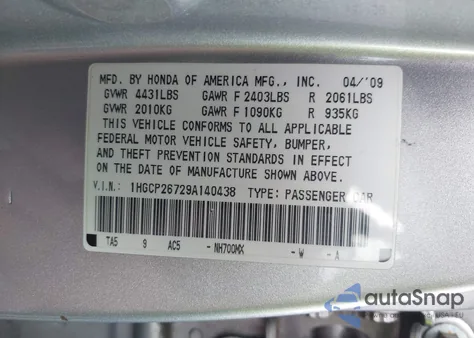 MFD. BY HONDA OF AMERICA MFG., INC. 04/'09
GVWR 4431LBS GAWR F 2403LBS R 2061LBS
GVWR 2010KG GAWR F 1090KG R 935KG
THIS VEHICLE CONFORMS TO ALL APPLICABLE
FEDERAL MOTOR VEHICLE SAFETY, BUMPER,
AND THEFT PREVENTION STANDARDS IN EFFECT
ON THE DATE OF MANUFACTURE SHOWN ABOVE.
V.I.N.: 1HGCP26729A140438 TYPE: PASSENGER CAR
TA5 9 AC5 - NH700MX - W - A
autoSnap